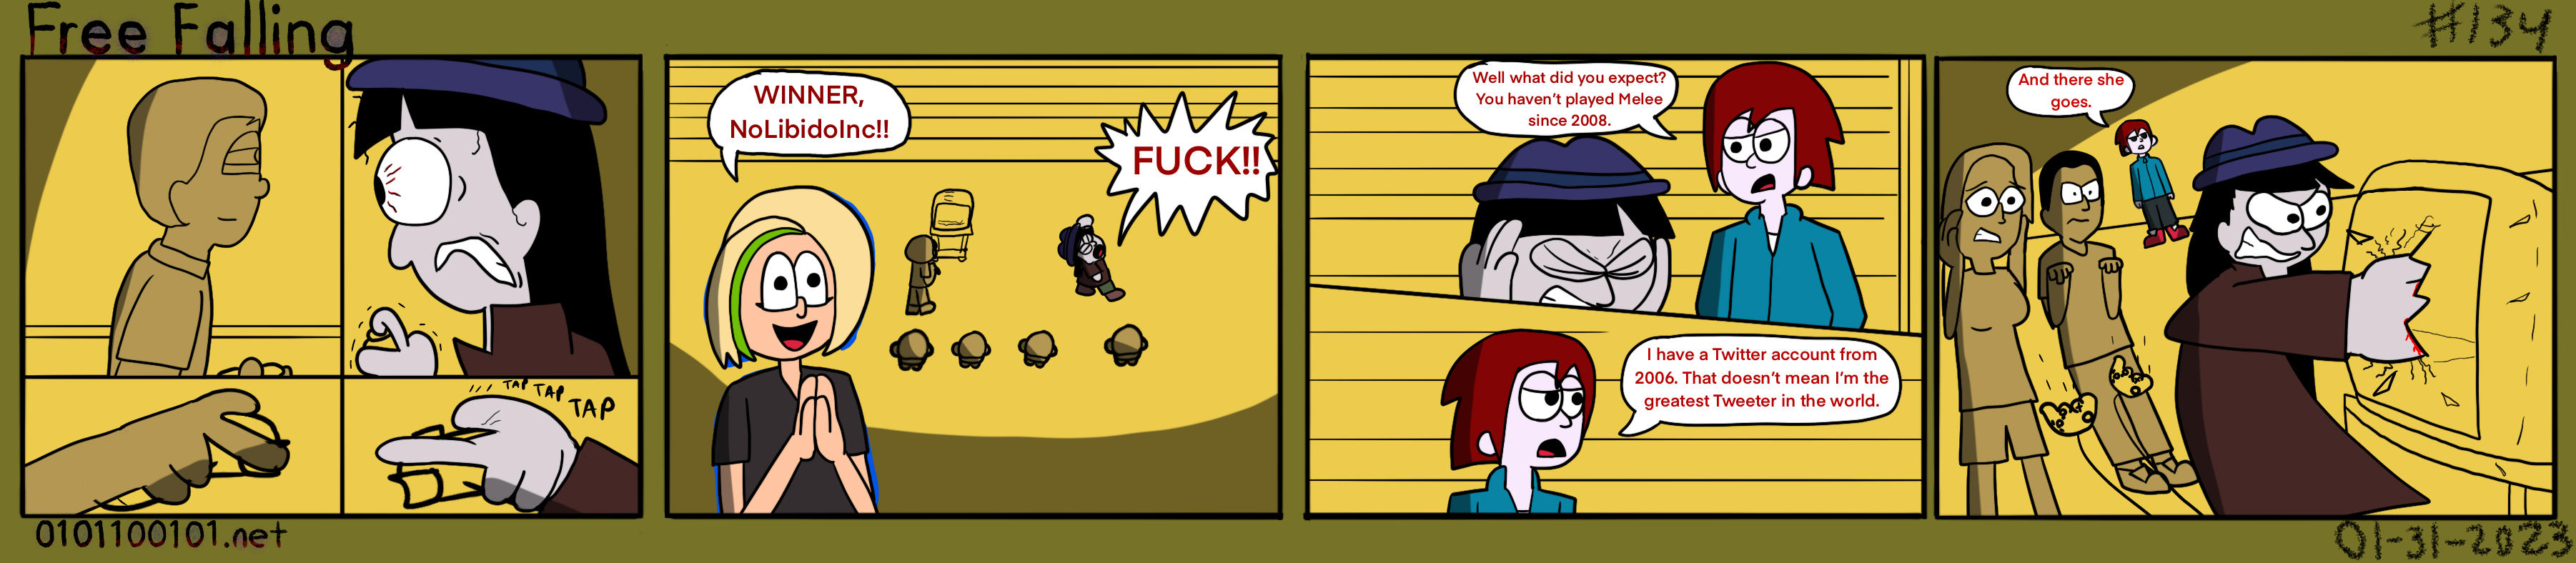 Free Falling
#134
TAP TAP TAP
WINNER,
NoLibidoInc!!
FUCK!!
Well what did you expect?
You haven't played Melee
since 2008.
I have a Twitter account from
2006. That doesn't mean I'm the
greatest Tweeter in the world.
And there she
goes.
0101100101.net
01-31-2023